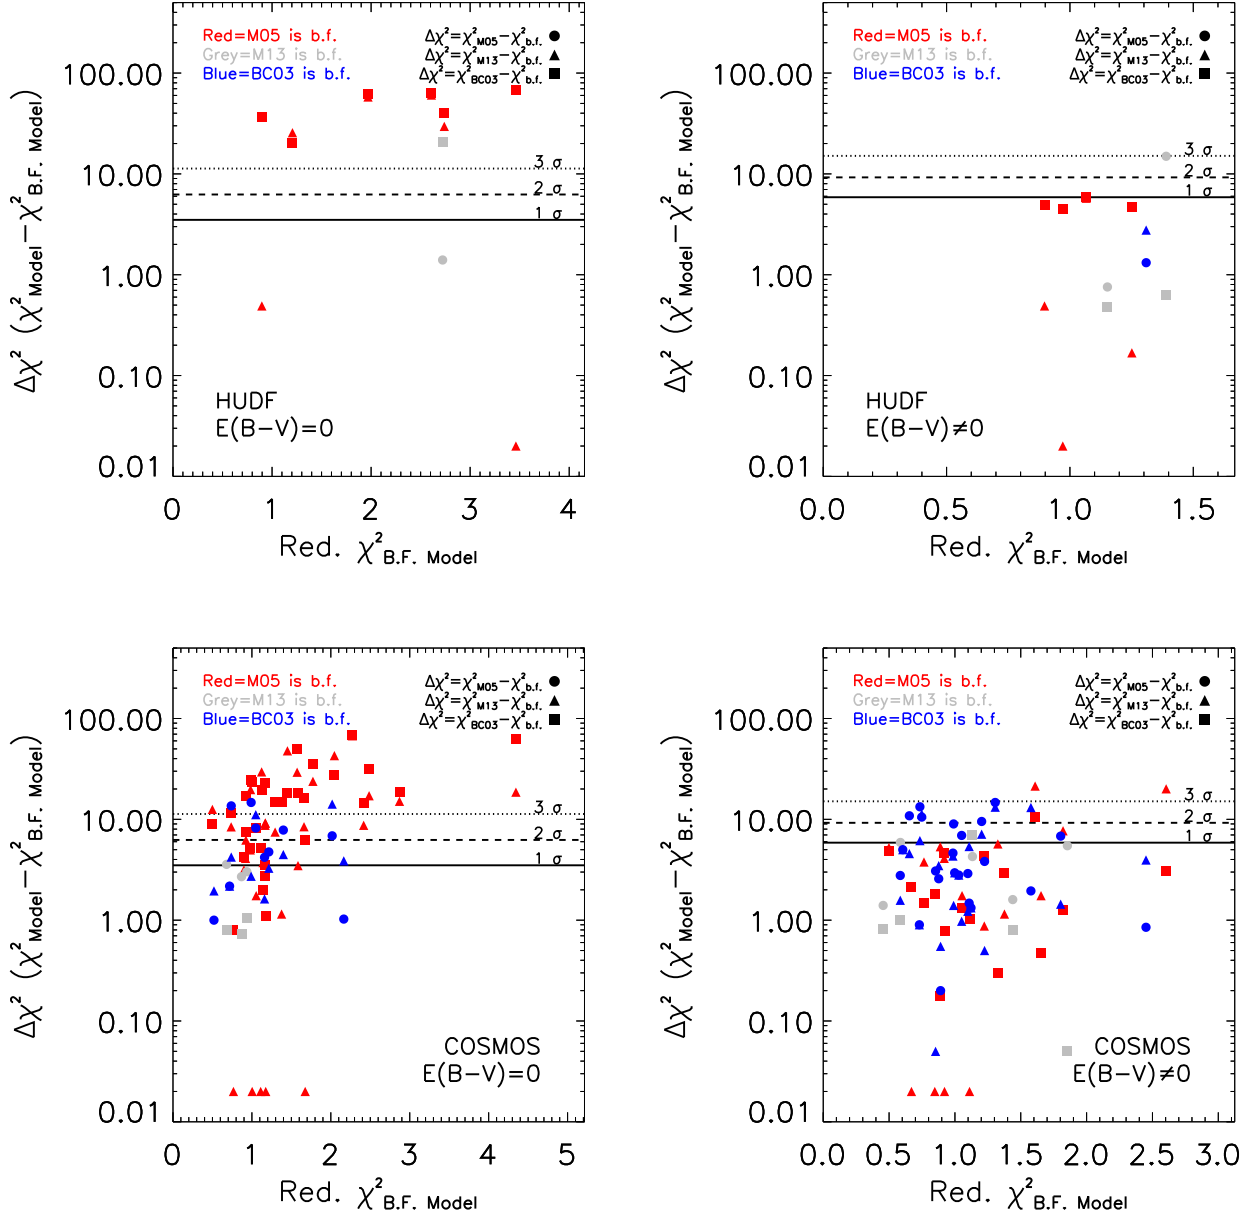 Red=M05 is b.f.
Grey=M13 is b.f.
Blue=BC03 is b.f.
Δχ²=χ²M05−χ²b.f.
Δχ²=χ²M13−χ²b.f.
Δχ²=χ²BC03−χ²b.f.
100.00
10.00
1.00
0.10
0.01
3 σ
2 σ
1 σ
HUDF
E(B−V)=0
0 1 2 3 4
Red. χ²B.F. Model
Δχ² (χ²Model−χ²B.F. Model)
Red=M05 is b.f.
Grey=M13 is b.f.
Blue=BC03 is b.f.
Δχ²=χ²M05−χ²b.f.
Δχ²=χ²M13−χ²b.f.
Δχ²=χ²BC03−χ²b.f.
100.00
10.00
1.00
0.10
0.01
3 σ
2 σ
1 σ
HUDF
E(B−V)≠0
0.0 0.5 1.0 1.5
Red. χ²B.F. Model
Δχ² (χ²Model−χ²B.F. Model)
Red=M05 is b.f.
Grey=M13 is b.f.
Blue=BC03 is b.f.
Δχ²=χ²M05−χ²b.f.
Δχ²=χ²M13−χ²b.f.
Δχ²=χ²BC03−χ²b.f.
100.00
10.00
1.00
0.10
0.01
3 σ
2 σ
1 σ
COSMOS
E(B−V)=0
0 1 2 3 4 5
Red. χ²B.F. Model
Δχ² (χ²Model−χ²B.F. Model)
Red=M05 is b.f.
Grey=M13 is b.f.
Blue=BC03 is b.f.
Δχ²=χ²M05−χ²b.f.
Δχ²=χ²M13−χ²b.f.
Δχ²=χ²BC03−χ²b.f.
100.00
10.00
1.00
0.10
0.01
3 σ
2 σ
1 σ
COSMOS
E(B−V)≠0
0.0 0.5 1.0 1.5 2.0 2.5 3.0
Red. χ²B.F. Model
Δχ² (χ²Model−χ²B.F. Model)